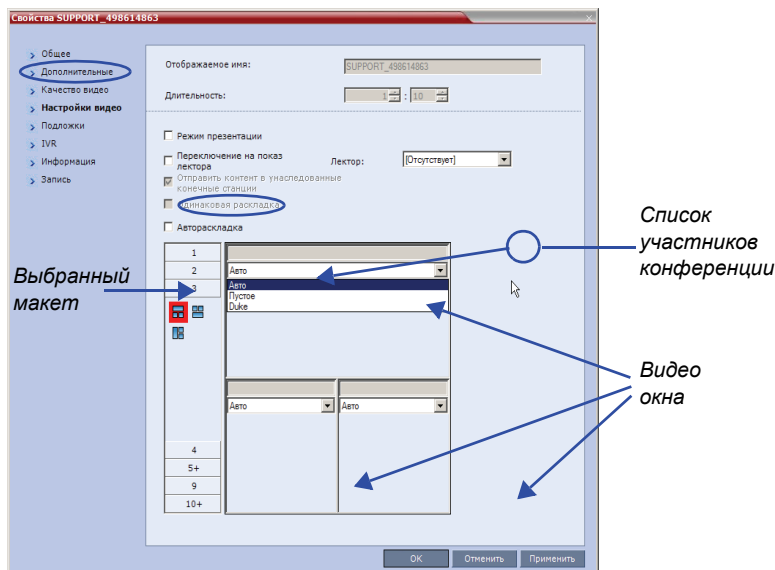 Свойства SUPPORT_498614863
Общее
Дополнительные
Качество видео
Настройки видео
Подложки
IVR
Информация
Запись
Отображаемое имя:
SUPPORT_498614863
Длительность:
1 : 10
Режим презентации
Переключение на показ
лектора
Лектор:
[Отсутствует]
Отправить контент в унаследованные
конечные станции
Одинаковая раскладка
Автораскладка
1
2
3
Авто
Авто
Пустое
Duke
Авто
Авто
4
5+
9
10+
Выбранный
макет
Список
участников
конференции
Видео
окна
OK
Отменить
Применить